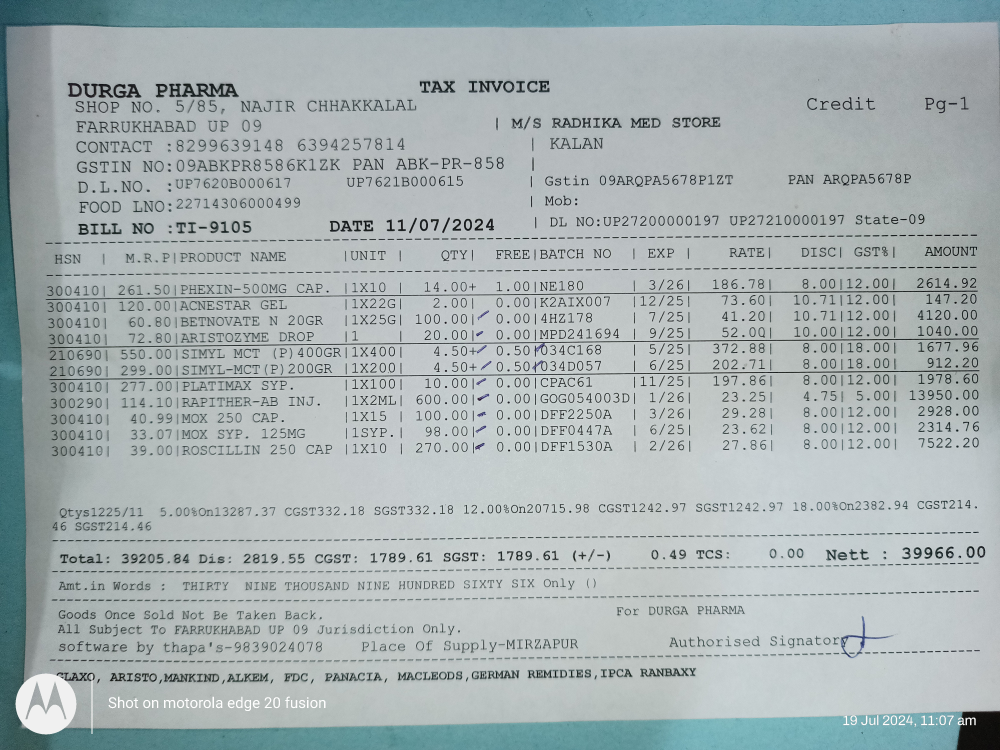 DURGA PHARMA TAX INVOICE
SHOP NO. 5/85, NAJIR CHHAKKALAL Credit Pg-1
FARRUKHABAD UP 09 | M/S RADHIKA MED STORE
CONTACT :8299639148 6394257814 | KALAN
GSTIN NO:09ABKPR8586K1ZK PAN ABK-PR-858 |
D.L.NO. :UP7620B000617 UP7621B000615 | Gstin 09ARQPA5678P1ZT PAN ARQPA5678P
FOOD LNO:22714306000499 | Mob:
BILL NO :TI-9105 DATE 11/07/2024 | DL NO:UP27200000197 UP27210000197 State-09
HSN | M.R.P|PRODUCT NAME |UNIT | QTY| FREE|BATCH NO | EXP | RATE| DISC| GST%| AMOUNT
300410| 261.50|PHEXIN-500MG CAP. |1X10 | 14.00+ 1.00|NE180 | 3/26| 186.78| 8.00|12.00| 2614.92
300410| 120.00|ACNESTAR GEL |1X22G| 2.00| 0.00|K2AIX007 |12/25| 73.60| 10.71|12.00| 147.20
300410| 60.80|BETNOVATE N 20GR |1X25G| 100.00| 0.00|4HZ178 | 7/25| 41.20| 10.71|12.00| 4120.00
300410| 72.80|ARISTOZYME DROP |1 | 20.00| 0.00|MPD241694 | 9/25| 52.00| 10.00|12.00| 1040.00
210690| 550.00|SIMYL MCT (P)400GR|1X400| 4.50+ 0.50|034C168 | 5/25| 372.88| 8.00|18.00| 1677.96
210690| 299.00|SIMYL-MCT(P)200GR |1X200| 4.50+ 0.50|034D057 | 6/25| 202.71| 8.00|18.00| 912.20
300410| 277.00|PLATIMAX SYP. |1X100| 10.00| 0.00|CPAC61 |11/25| 197.86| 8.00|12.00| 1978.60
300290| 114.10|RAPITHER-AB INJ. |1X2ML| 600.00| 0.00|GOG054003D| 1/26| 23.25| 4.75| 5.00| 13950.00
300410| 40.99|MOX 250 CAP. |1X15 | 100.00| 0.00|DFF2250A | 3/26| 29.28| 8.00|12.00| 2928.00
300410| 33.07|MOX SYP. 125MG |1SYP.| 98.00| 0.00|DFF0447A | 6/25| 23.62| 8.00|12.00| 2314.76
300410| 39.00|ROSCILLIN 250 CAP |1X10 | 270.00| 0.00|DFF1530A | 2/26| 27.86| 8.00|12.00| 7522.20
Qtys1225/11 5.00%On13287.37 CGST332.18 SGST332.18 12.00%On20715.98 CGST1242.97 SGST1242.97 18.00%On2382.94 CGST214.
46 SGST214.46
Total: 39205.84 Dis: 2819.55 CGST: 1789.61 SGST: 1789.61 (+/-) 0.49 TCS: 0.00 Nett : 39966.00
Amt.in Words : THIRTY NINE THOUSAND NINE HUNDRED SIXTY SIX Only ()
Goods Once Sold Not Be Taken Back. For DURGA PHARMA
All Subject To FARRUKHABAD UP 09 Jurisdiction Only.
software by thapa's-9839024078 Place Of Supply-MIRZAPUR Authorised Signatory
GLAXO, ARISTO,MANKIND,ALKEM, FDC, PANACIA, MACLEODS,GERMAN REMIDIES,IPCA RANBAXY
Shot on motorola edge 20 fusion
19 Jul 2024, 11:07 am